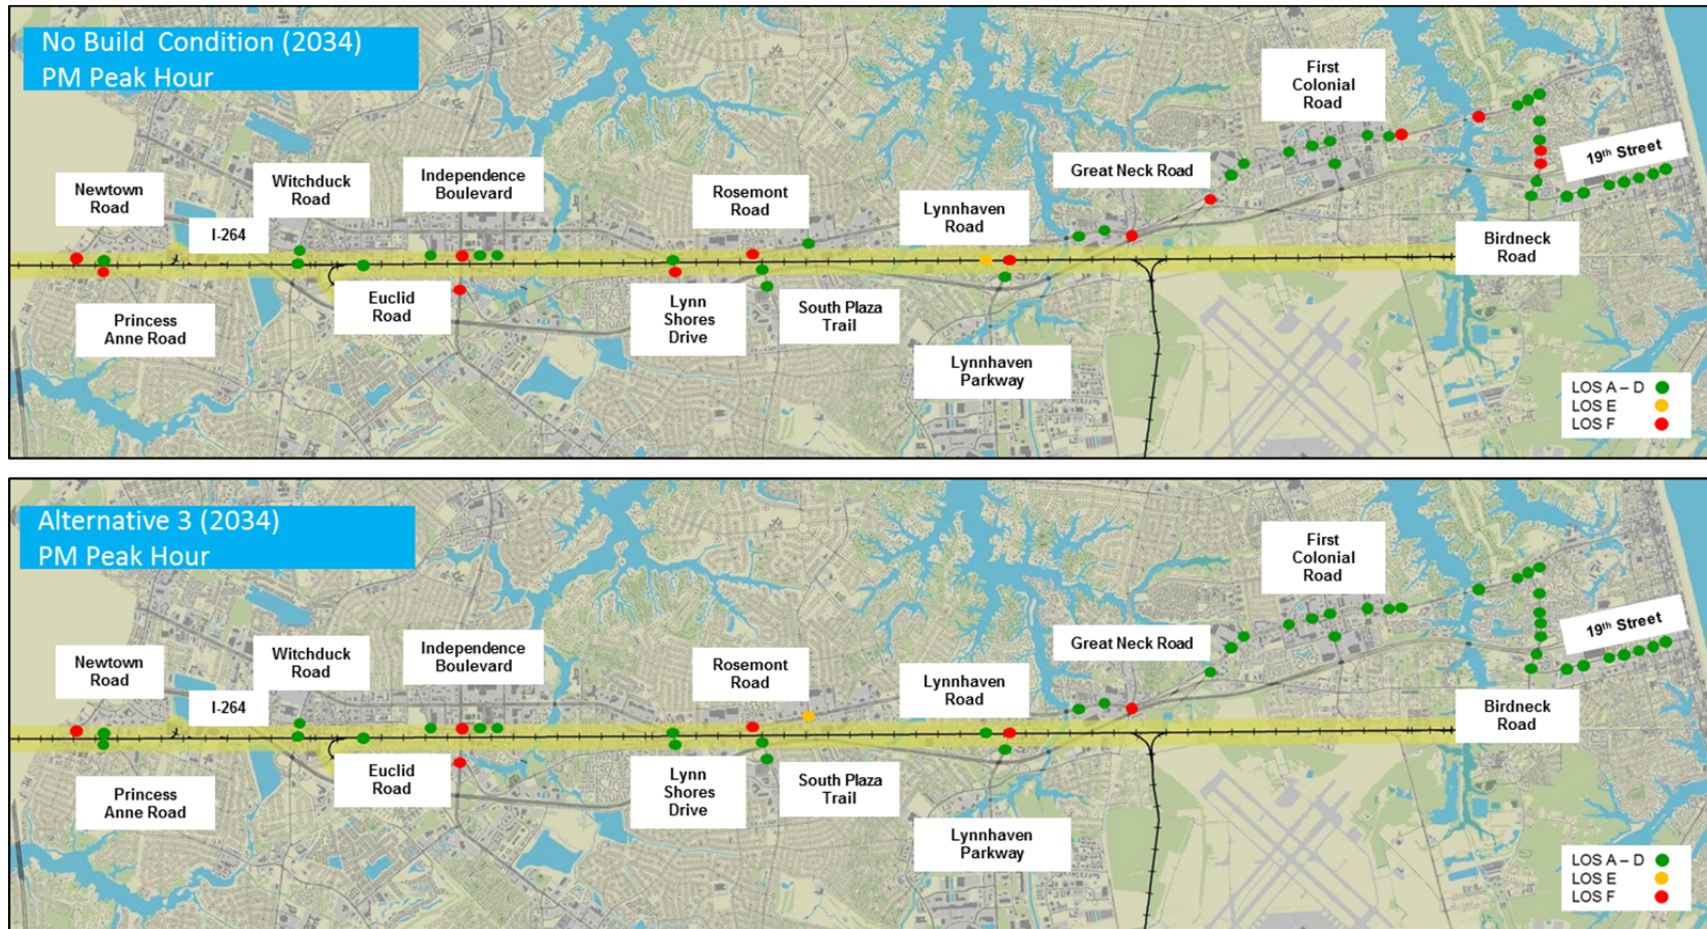 No Build Condition (2034)
PM Peak Hour
First
Colonial
Road
19th Street
Great Neck Road
Newtown
Road
Witchduck
Road
Independence
Boulevard
Rosemont
Road
Lynnhaven
Road
I-264
Birdneck
Road
Princess
Anne Road
Euclid
Road
Lynn
Shores
Drive
South Plaza
Trail
Lynnhaven
Parkway
LOS A – D
LOS E
LOS F
Alternative 3 (2034)
PM Peak Hour
First
Colonial
Road
19th Street
Great Neck Road
Newtown
Road
Witchduck
Road
Independence
Boulevard
Rosemont
Road
Lynnhaven
Road
I-264
Birdneck
Road
Princess
Anne Road
Euclid
Road
Lynn
Shores
Drive
South Plaza
Trail
Lynnhaven
Parkway
LOS A – D
LOS E
LOS F